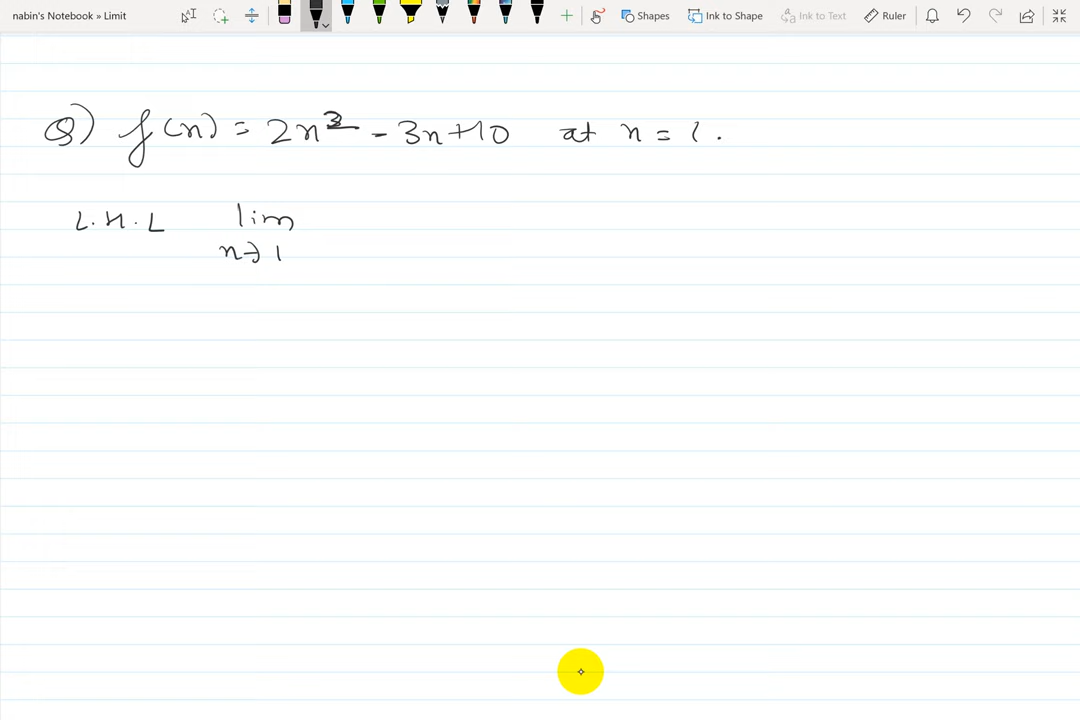 nabin's Notebook » Limit
Shapes
Ink to Shape
Ink to Text
Ruler
Q) f(x) = 2x³ - 3x+10 at x = 1.
L.H.L lim
x→1